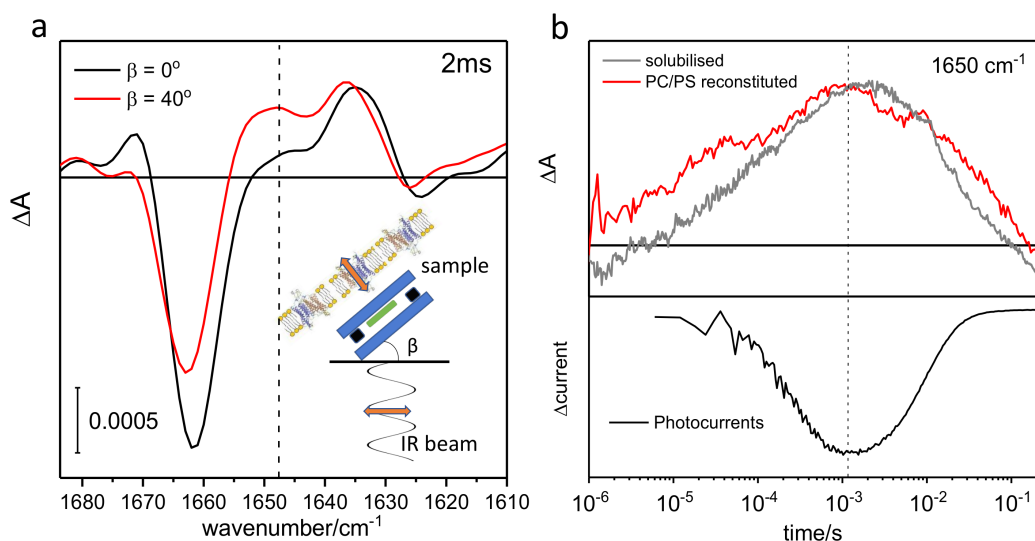 a
β = 0°
β = 40°
2ms
ΔA
0.0005
sample
β
IR beam
1680 1670 1660 1650 1640 1630 1620 1610
wavenumber/cm-1
b
solubilised
PC/PS reconstituted
1650 cm-1
ΔA
Δcurrent
Photocurrents
10-6 10-5 10-4 10-3 10-2 10-1
time/s